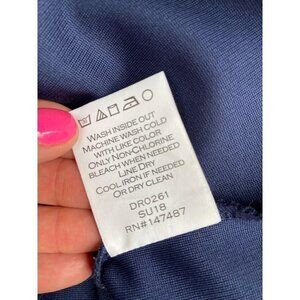 WASH INSIDE OUT
MACHINE WASH COLD
WITH LIKE COLOR
ONLY NON-CHLORINE
BLEACH WHEN NEEDED
LINE DRY
COOL IRON IF NEEDED
OR DRY CLEAN
DR0261
SU18
RN#147487